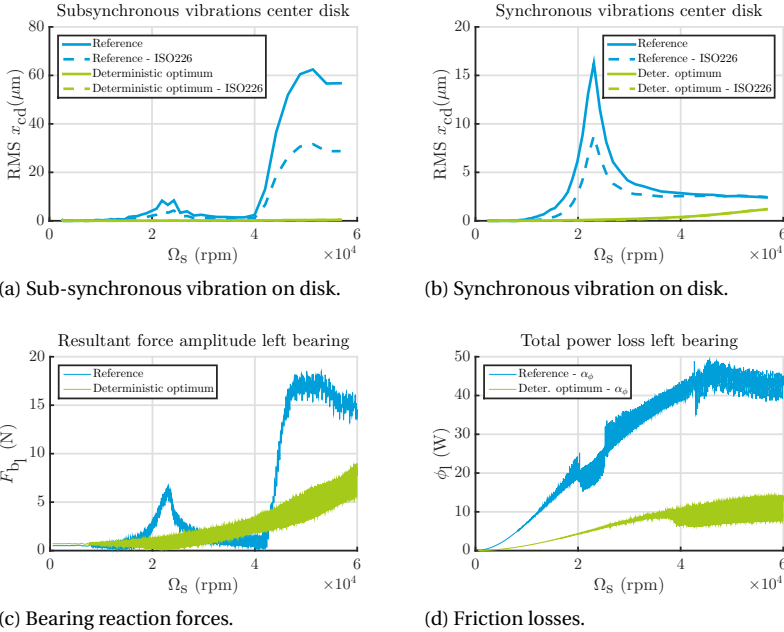 Subsynchronous vibrations center disk
80
60
40
20
0
RMS x_cd(μm)
Reference
Reference - ISO226
Deterministic optimum
Deterministic optimum - ISO226
0 2 4 6
Ω_s (rpm) ×10^4
(a) Sub-synchronous vibration on disk.
Synchronous vibrations center disk
20
15
10
5
0
RMS x_cd(μm)
Reference
Reference - ISO226
Deter. optimum
Deter. optimum - ISO226
0 2 4 6
Ω_s (rpm) ×10^4
(b) Synchronous vibration on disk.
Resultant force amplitude left bearing
20
15
10
5
0
F_b_l (N)
Reference
Deterministic optimum
0 2 4 6
Ω_s (rpm) ×10^4
(c) Bearing reaction forces.
Total power loss left bearing
50
40
30
20
10
0
ϕ_l (W)
Reference - α_ϕ
Deter. optimum - α_ϕ
0 2 4 6
Ω_s (rpm) ×10^4
(d) Friction losses.